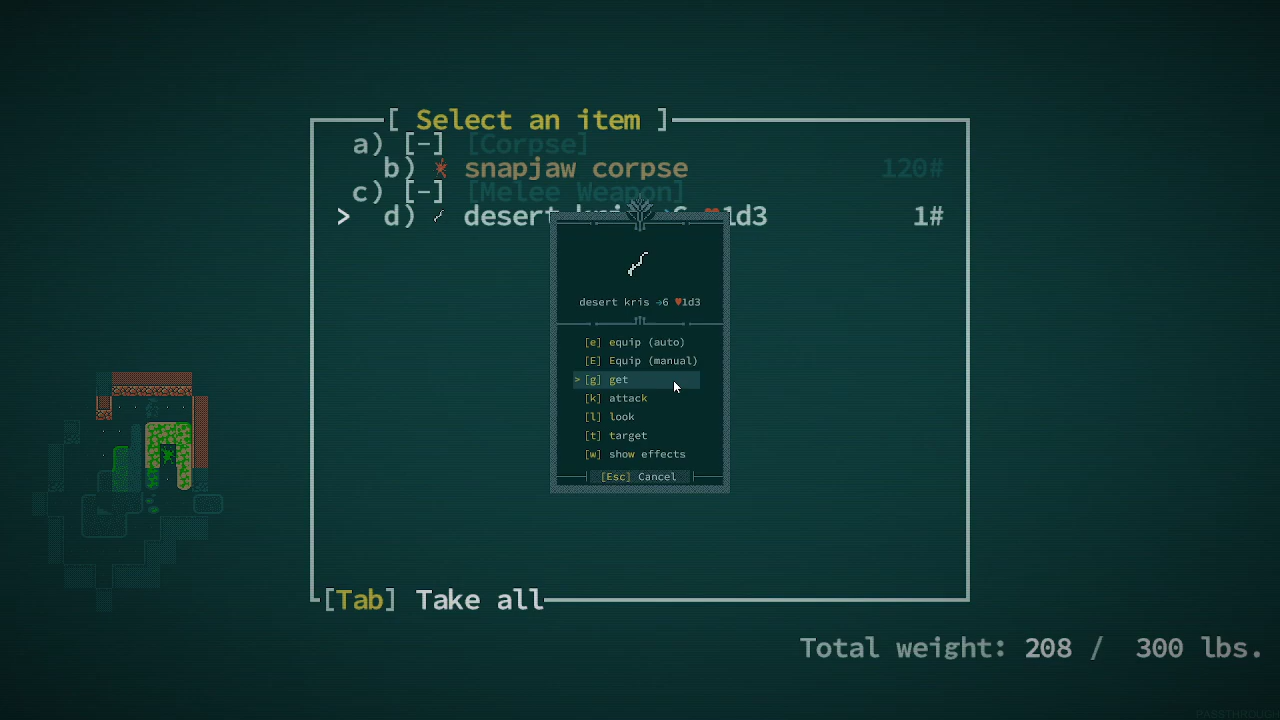 [ Select an item ]
a) [-] [Corpse]
b) snapjaw corpse 120#
c) [-] [Melee Weapon]
> d) desert kris →6 ♥1d3 1#
desert kris →6 ♥1d3
[e] equip (auto)
[E] Equip (manual)
> [g] get
[k] attack
[l] look
[t] target
[w] show effects
[Esc] Cancel
[Tab] Take all
Total weight: 208 / 300 lbs.